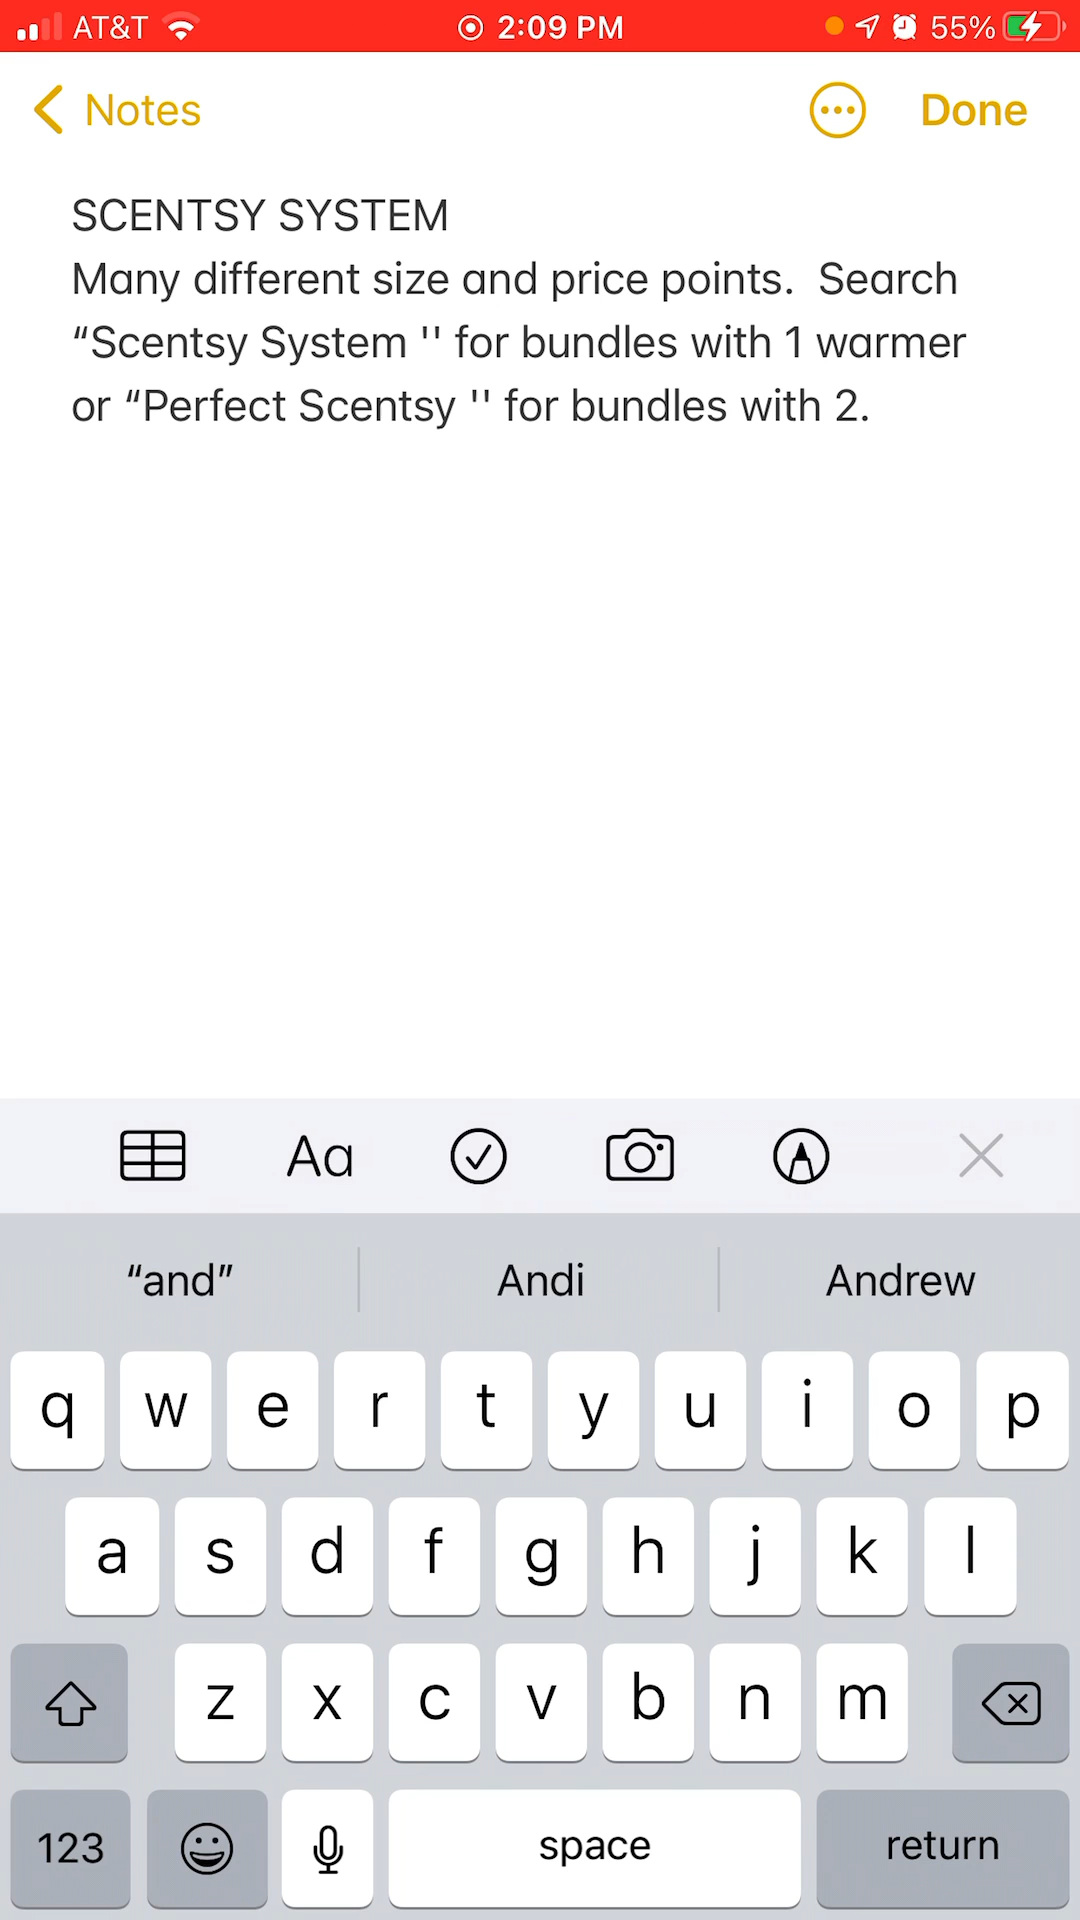 AT&T 2:09 PM 55%
Notes Done
SCENTSY SYSTEM
Many different size and price points.  Search
“Scentsy System '' for bundles with 1 warmer
or “Perfect Scentsy '' for bundles with 2.
Aa
“and” Andi Andrew
q w e r t y u i o p
a s d f g h j k l
z x c v b n m
123 space return